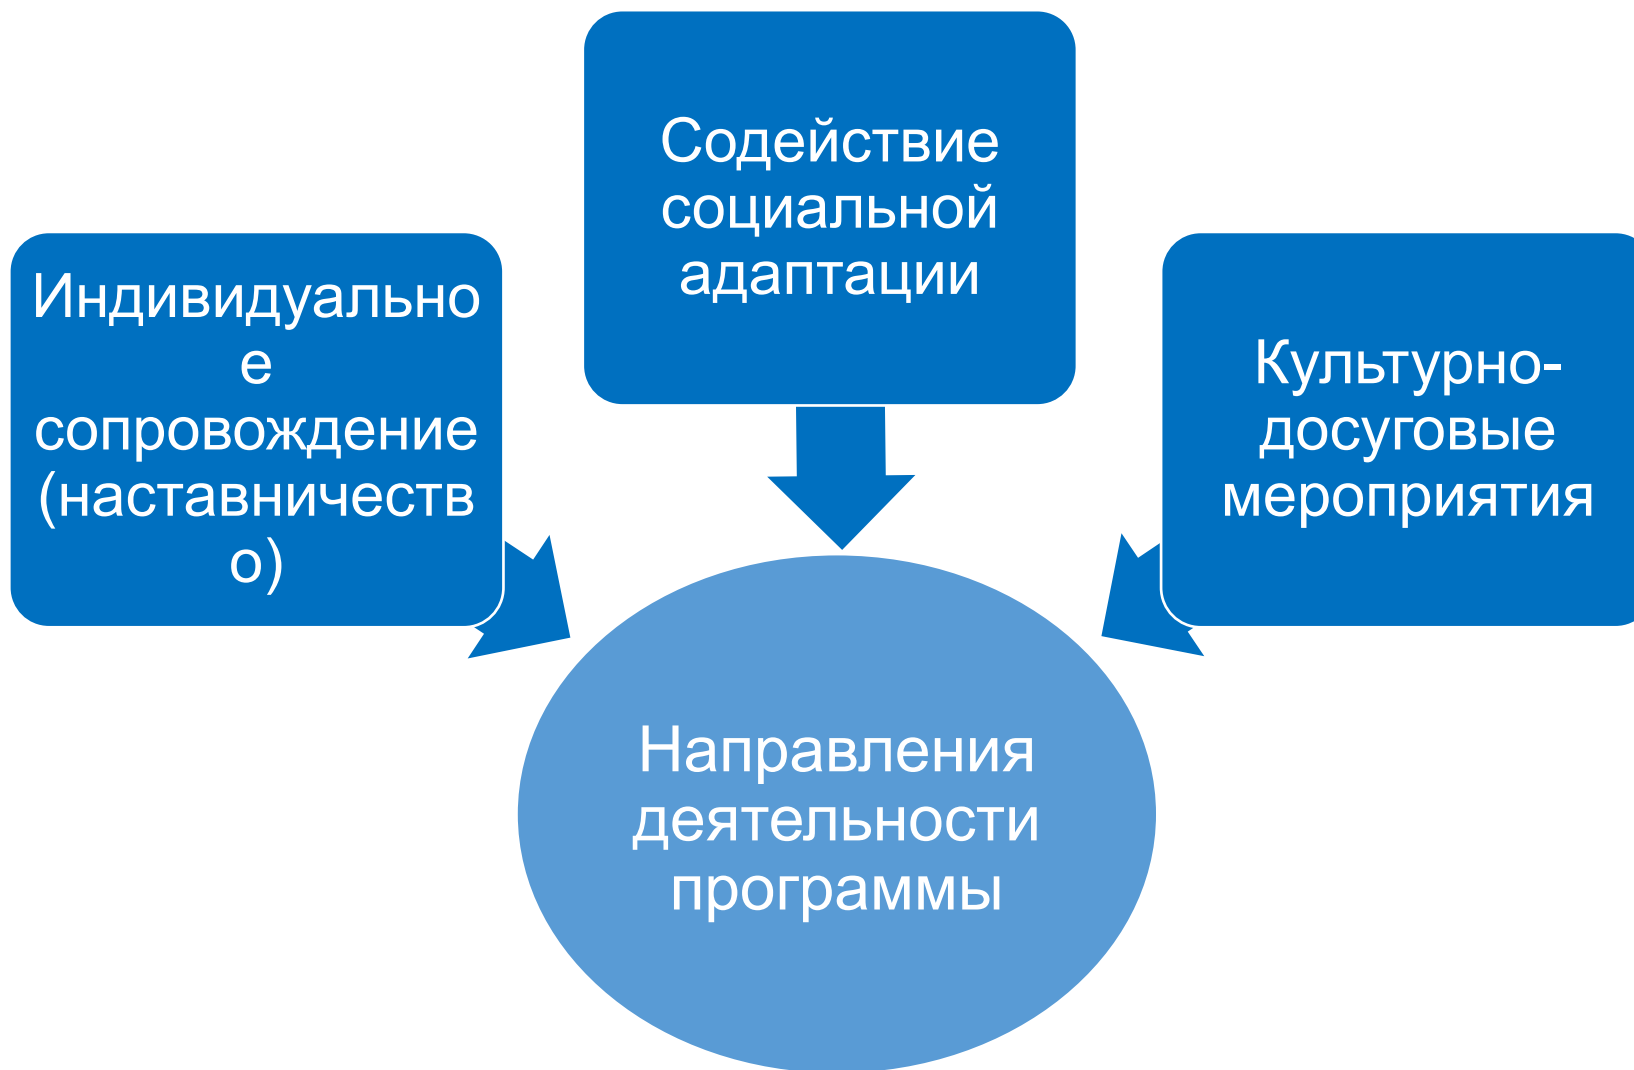 Содействие
социальной
адаптации
Индивидуально
е
сопровождение
(наставничеств
о)
Культурно-
досуговые
мероприятия
Направления
деятельности
программы